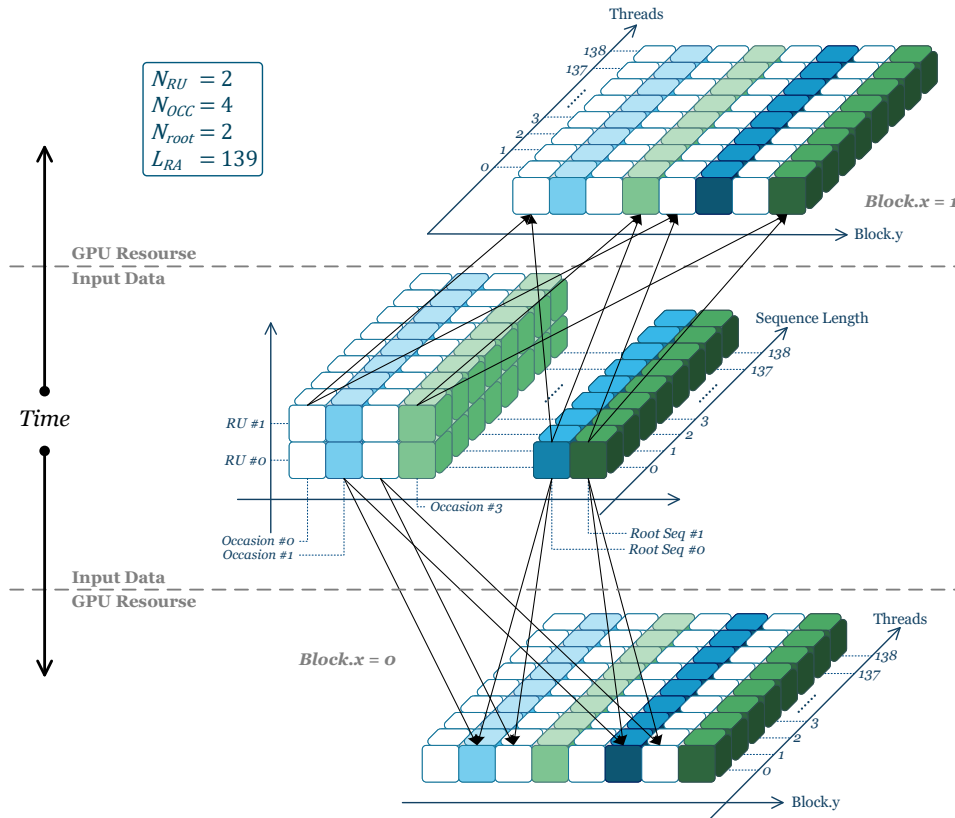 Threads
138
137
......
3
2
1
0
N_RU = 2
N_OCC = 4
N_root = 2
L_RA = 139
Block.x = 1
Block.y
GPU Resourse
Input Data
Sequence Length
138
137
......
3
2
1
0
Time
RU #1
RU #0
Occasion #3
Occasion #0
Occasion #1
Root Seq #1
Root Seq #0
Input Data
GPU Resourse
Threads
Block.x = 0
138
137
......
3
2
1
0
Block.y